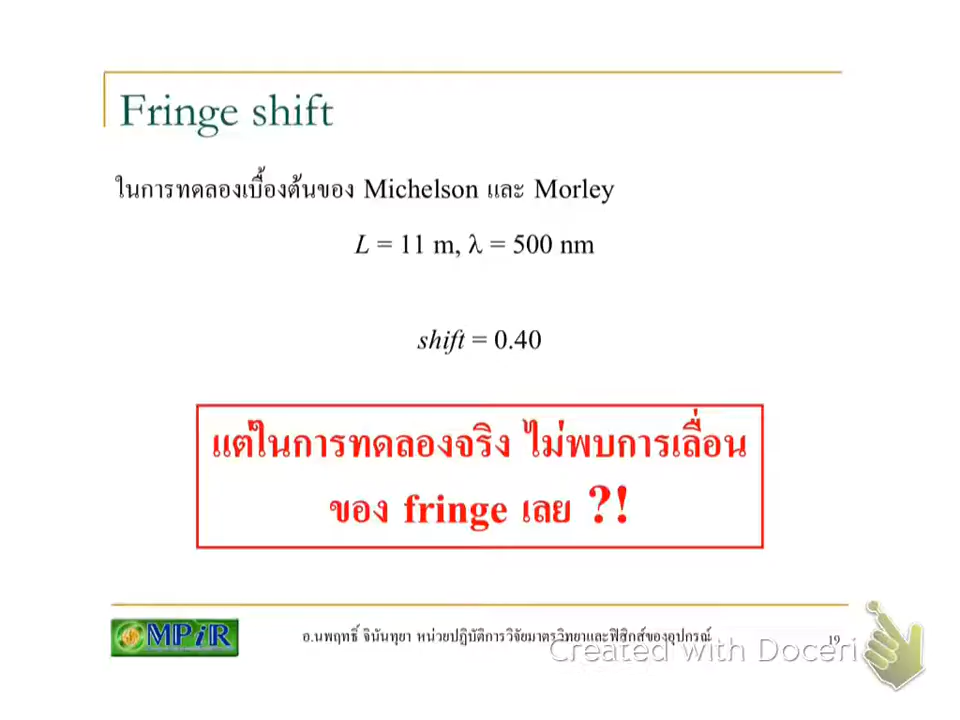 Fringe shift
ในการทดลองเบื้องต้นของ Michelson และ Morley
L = 11 m, λ = 500 nm
shift = 0.40
แต่ในการทดลองจริง ไม่พบการเลื่อน
ของ fringe เลย ?!
MPiR
อ.นพฤทธิ์ จินันทุยา หน่วยปฏิบัติการวิจัยมาตรวิทยาและฟิสิกส์ของอุปกรณ์
19
Created with Doceri